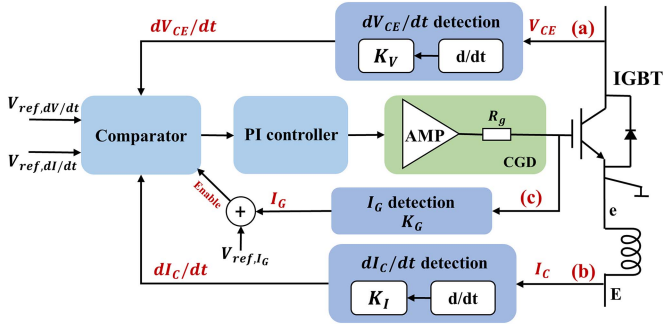 dV_CE/dt
dV_CE/dt detection
K_V
d/dt
V_CE
(a)
IGBT
V_ref,dV/dt
V_ref,dI/dt
Comparator
PI controller
AMP
R_g
CGD
Enable
I_G
+
V_ref,I_G
I_G detection
K_G
(c)
e
dI_C/dt
dI_C/dt detection
K_I
d/dt
I_C
(b)
E